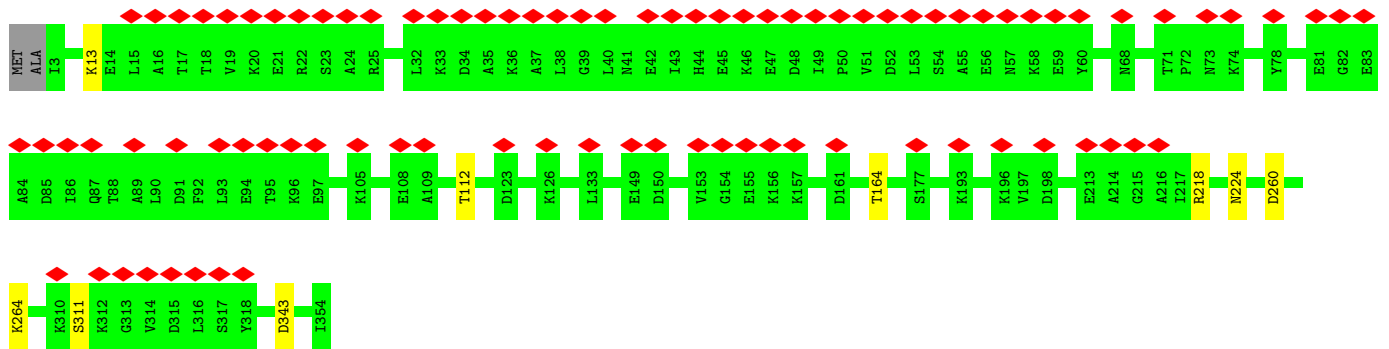 MET ALA I3 K13 E14 L15 A16 T17 T18 V19 K20 E21 R22 S23 A24 R25 L32 K33 D34 A35 K36 A37 L38 G39 L40 N41 E42 I43 H44 E45 K46 E47 D48 I49 P50 V51 D52 L53 S54 A55 E56 N57 K58 E59 Y60 N68 T71 P72 N73 K74 Y78 E81 G82 E83
A84 D85 I86 Q87 T88 A89 L90 D91 F92 L93 E94 T95 K96 E97 K105 E108 A109 T112 D123 K126 L133 E149 D150 V153 G154 E155 K156 K157 D161 T164 S177 K193 K196 V197 D198 E213 A214 G215 A216 I217 R218 N224 D260
K264 K310 S311 K312 G313 V314 D315 L316 S317 Y318 D343 I354